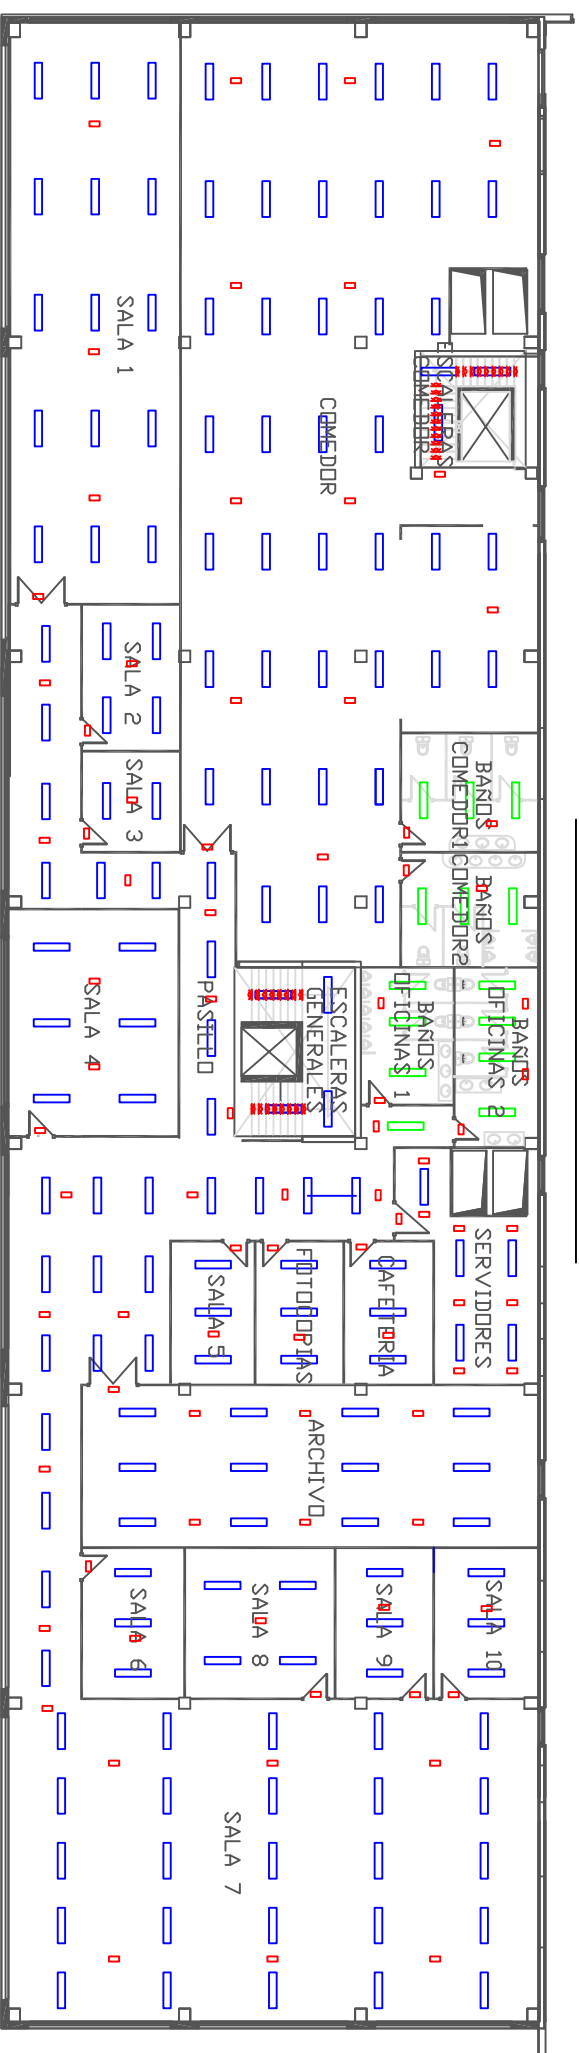 SALA 1
COMEDOR
ESCALERAS
COMEDOR
SALA 2
SALA 3
BAÑOS
COMEDOR1
BAÑOS
COMEDOR2
SALA 4
PASILLO
ESCALERAS
GENERALES
BAÑOS
OFICINAS 1
BAÑOS
OFICINAS 2
SALA 5
FOTOCOPIAS
CAFETERIA
SERVIDORES
ARCHIVO
SALA 6
SALA 8
SALA 9
SALA 10
SALA 7